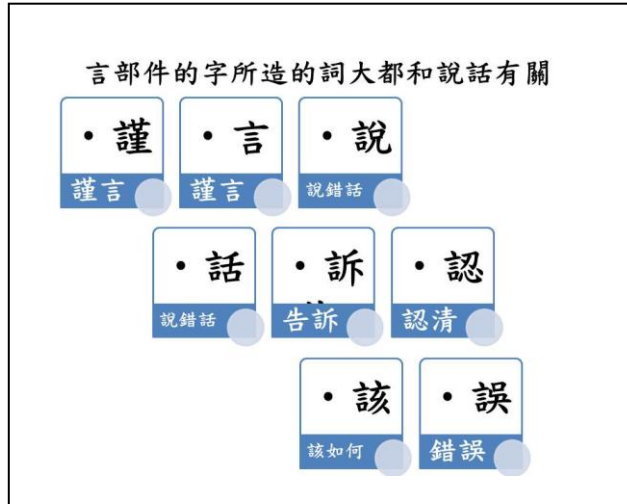 言部件的字所造的詞大都和說話有關
• 謹
• 言
• 說
謹言
謹言
說錯話
• 話
• 訴
• 認
說錯話
告訴
認清
• 該
• 誤
該如何
錯誤